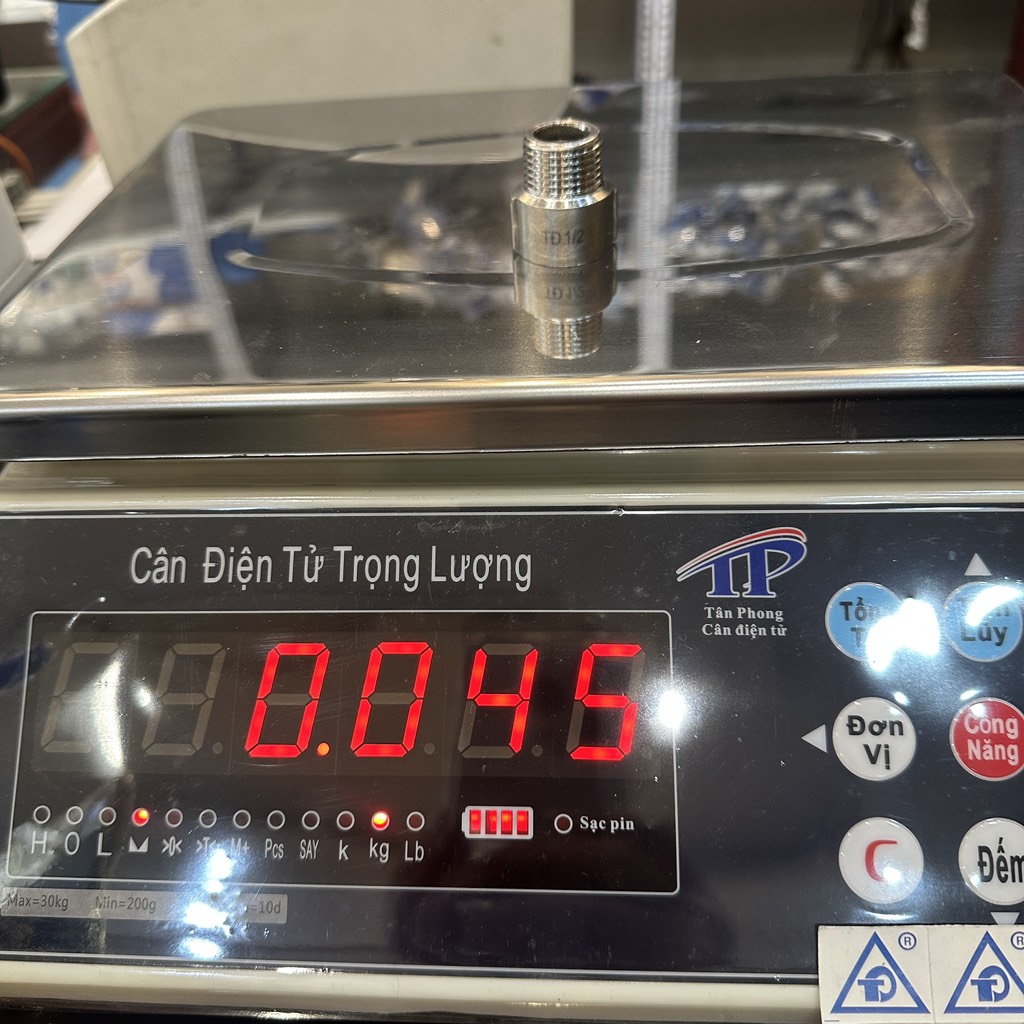 TĐ.1/2
Cân Điện Tử Trọng Lượng
TP
Tân Phong
Cân điện tử
0.045
Lũy
Đơn
Vị
Công
Năng
Sạc pin
H. O L >0< >T< M+ Pcs SAY k kg Lb
C
Đếm
Max=30kg Min=200g =10d
® ®